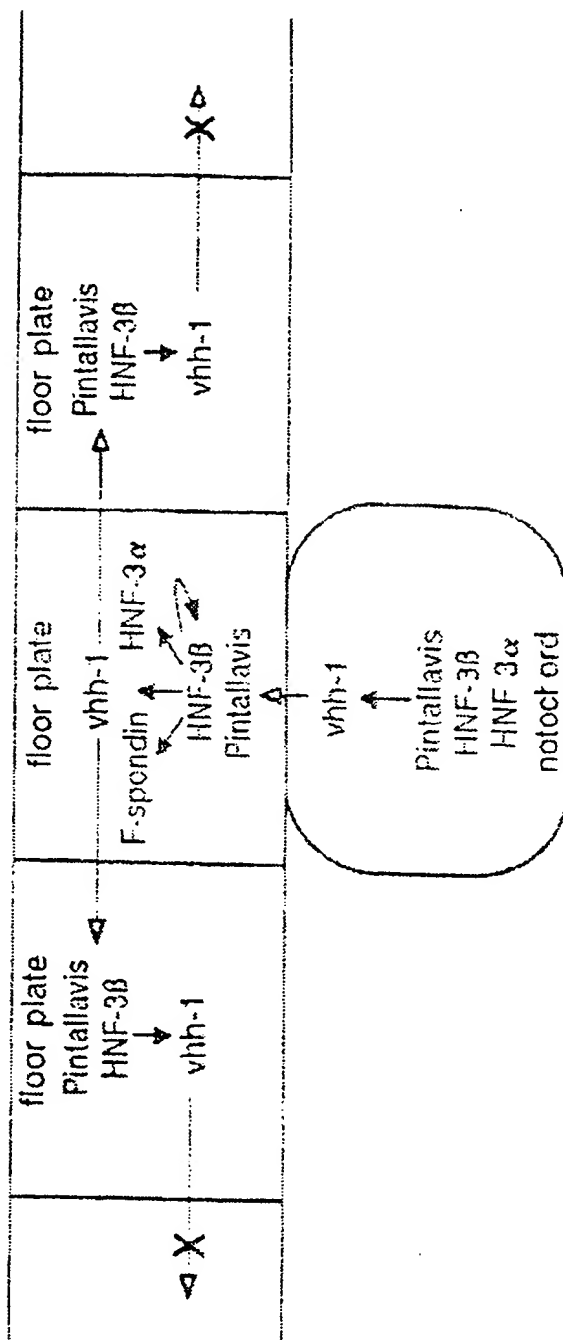 floor plate
Pintallavis
HNF-3β
vhh-1
X
floor plate
vhh-1
F-spondin HNF-3α
HNF-3β
Pintallavis
floor plate
Pintallavis
HNF-3β
vhh-1
X
vhh-1
Pintallavis
HNF-3β
HNF 3α
notochord